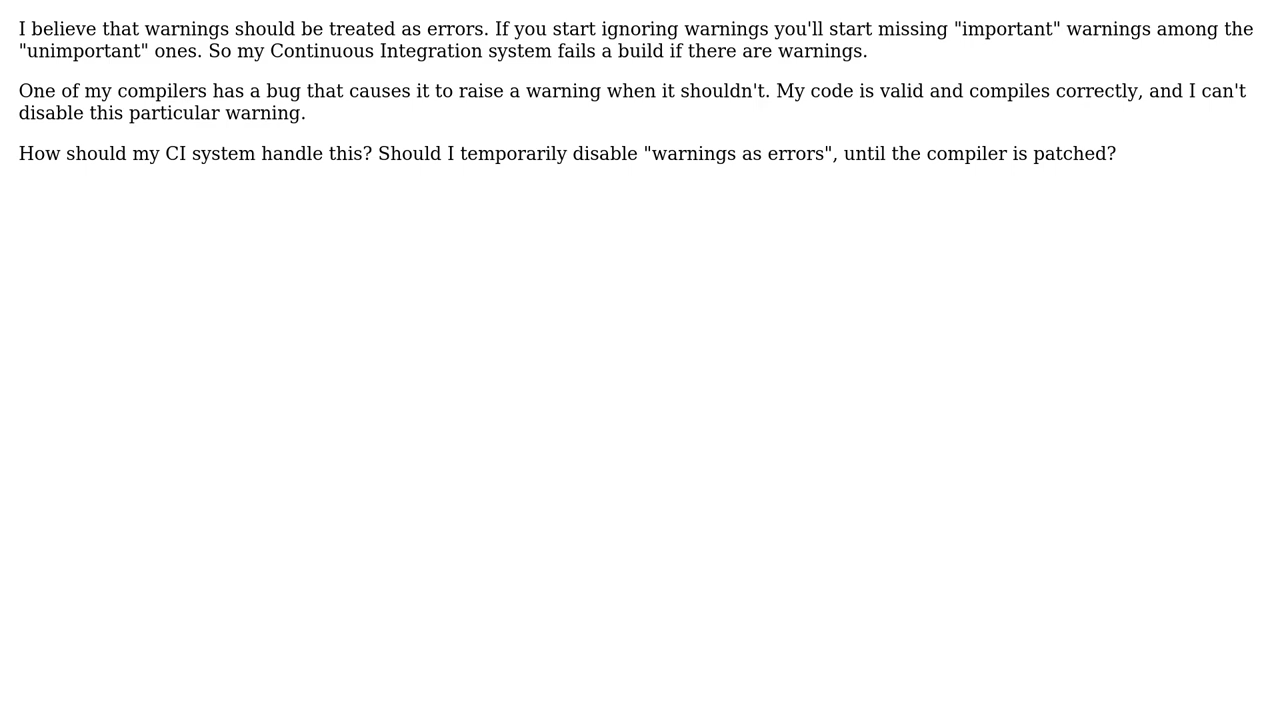 I believe that warnings should be treated as errors. If you start ignoring warnings you'll start missing "important" warnings among the
"unimportant" ones. So my Continuous Integration system fails a build if there are warnings.
One of my compilers has a bug that causes it to raise a warning when it shouldn't. My code is valid and compiles correctly, and I can't
disable this particular warning.
How should my CI system handle this? Should I temporarily disable "warnings as errors", until the compiler is patched?